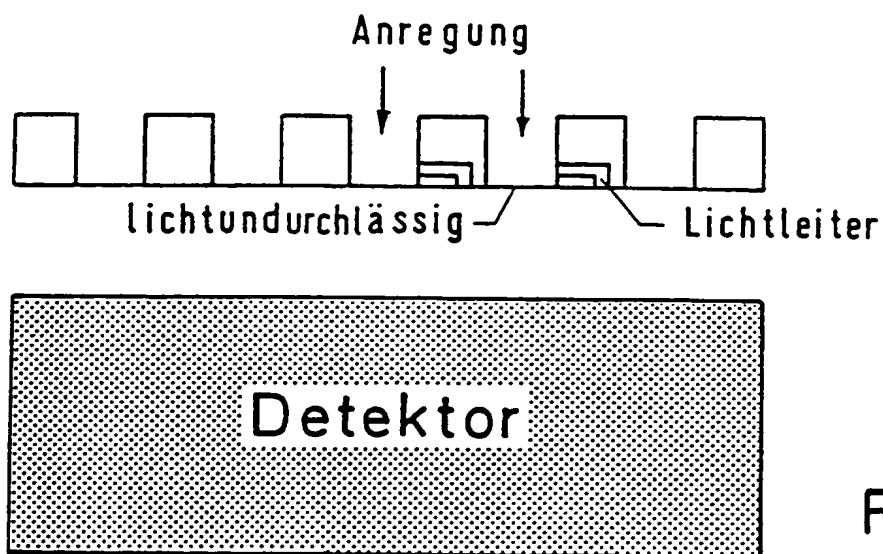 Anregung
lichtundurchlässig
Lichtleiter
Detektor
F